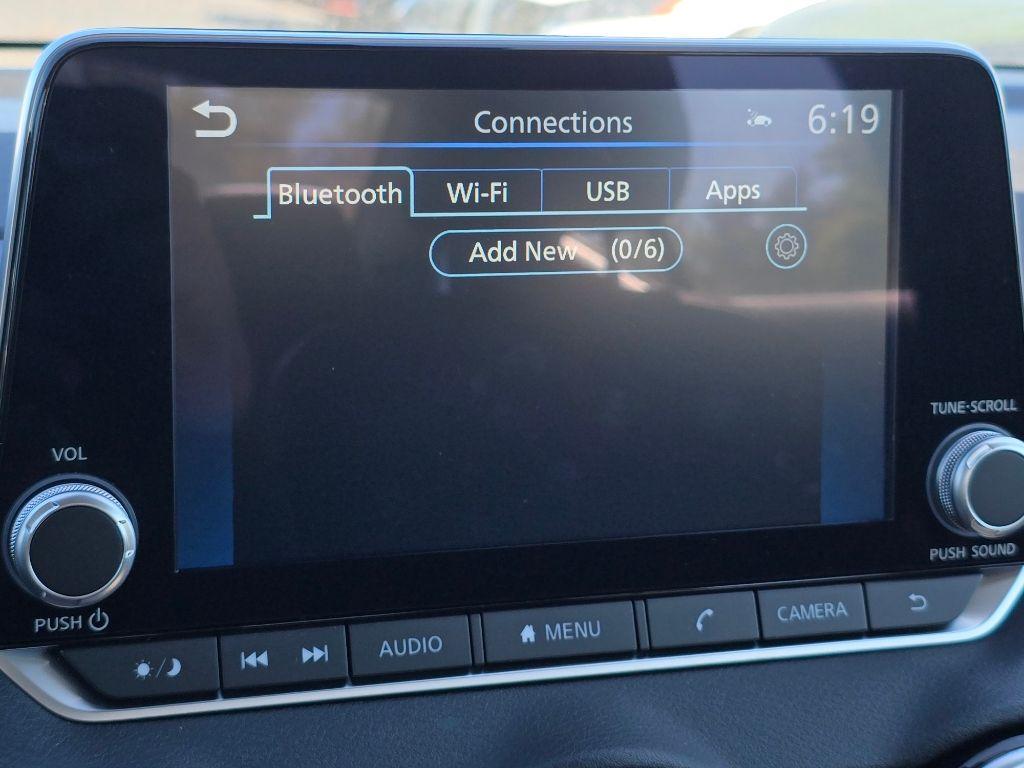 Connections 6:19
Bluetooth Wi-Fi USB Apps
Add New (0/6)
TUNE·SCROLL
VOL
PUSH SOUND
PUSH
AUDIO MENU CAMERA